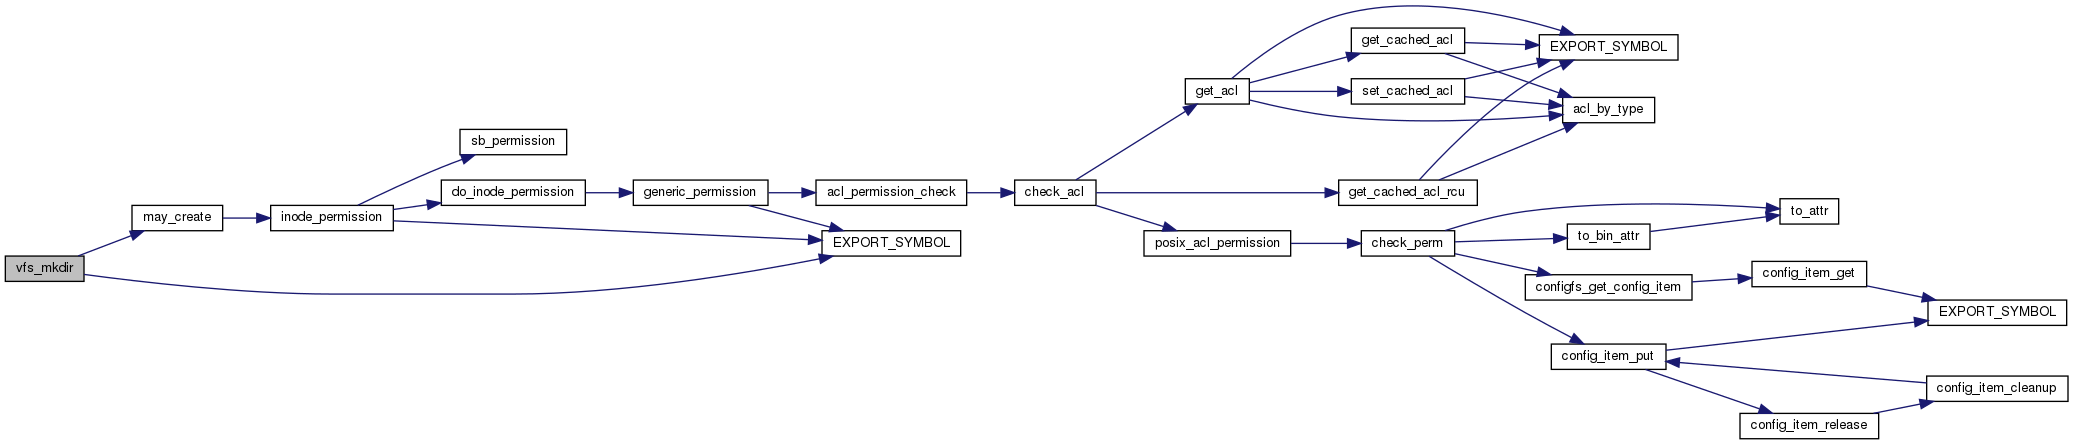 vfs_mkdir
may_create
inode_permission
sb_permission
do_inode_permission
generic_permission
acl_permission_check
EXPORT_SYMBOL
check_acl
get_acl
get_cached_acl
set_cached_acl
EXPORT_SYMBOL
acl_by_type
get_cached_acl_rcu
posix_acl_permission
check_perm
to_attr
to_bin_attr
configfs_get_config_item
config_item_get
EXPORT_SYMBOL
config_item_put
config_item_cleanup
config_item_release